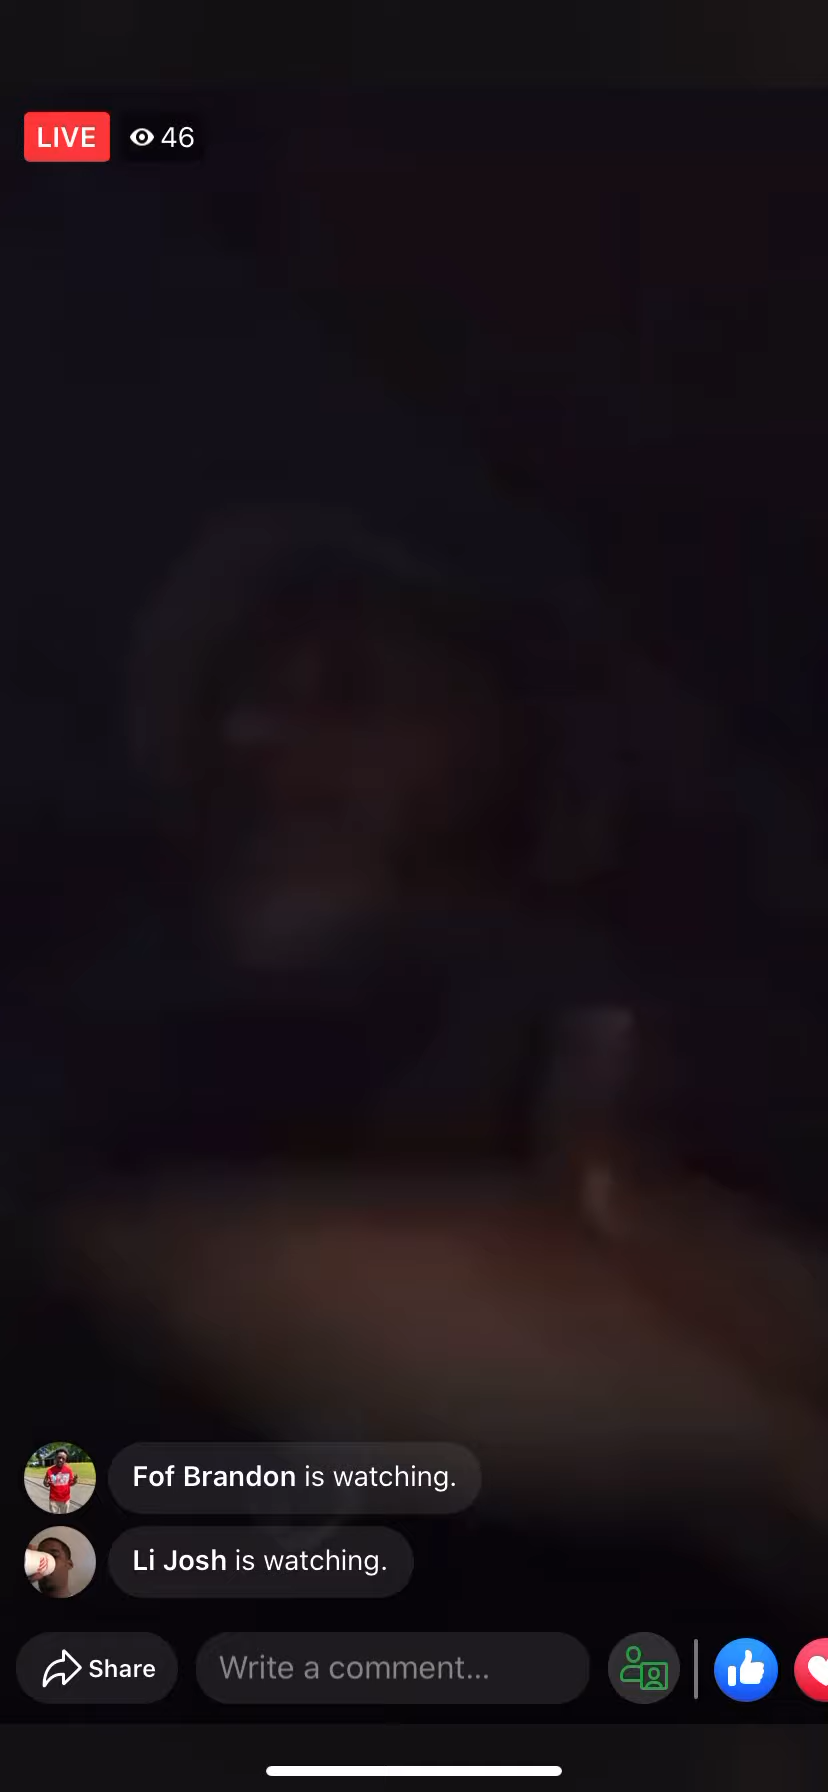 LIVE 46
Fof Brandon is watching.
Li Josh is watching.
Share Write a comment...